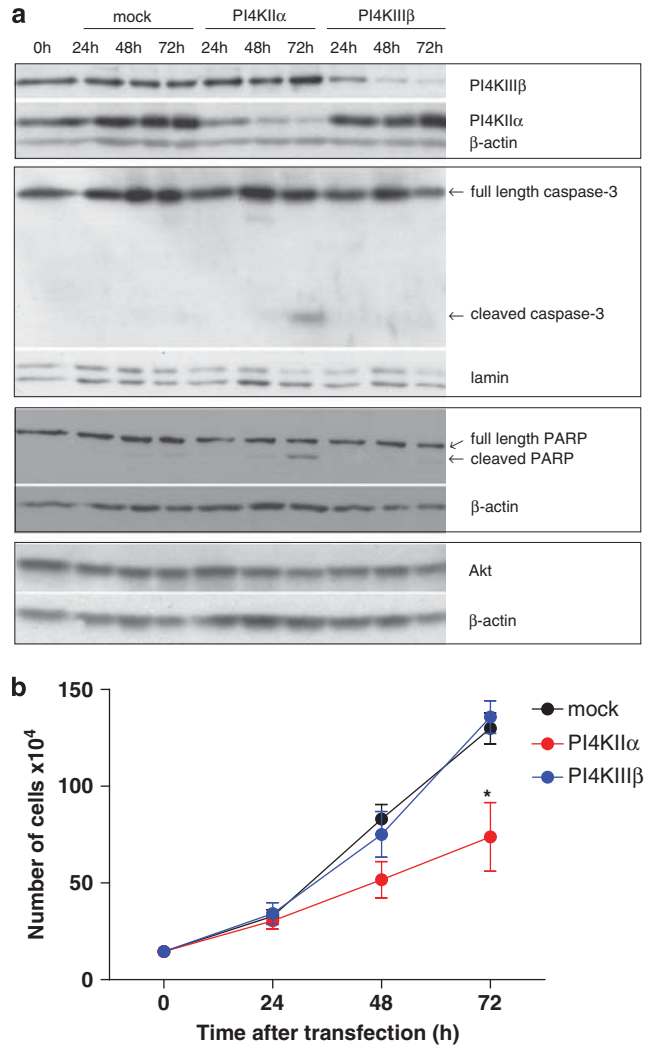 a
mock PI4KIIα PI4KIIIβ
0h 24h 48h 72h 24h 48h 72h 24h 48h 72h
PI4KIIIβ
PI4KIIα
β-actin
← full length caspase-3
← cleaved caspase-3
lamin
full length PARP
← cleaved PARP
β-actin
Akt
β-actin
b
150
100
50
0
Number of cells x10⁴
*
mock
PI4KIIα
PI4KIIIβ
0 24 48 72
Time after transfection (h)